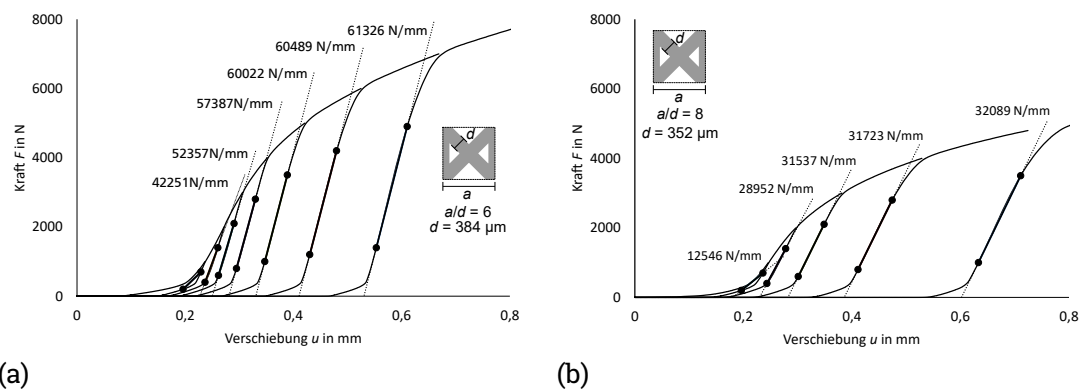 8000
6000
4000
2000
0
Kraft F in N
0
0,2
0,4
0,6
0,8
Verschiebung u in mm
61326 N/mm
60489 N/mm
60022 N/mm
57387N/mm
52357N/mm
42251N/mm
d
a
a/d = 6
d = 384 µm
(a)
8000
6000
4000
2000
0
Kraft F in N
0
0,2
0,4
0,6
0,8
Verschiebung u in mm
d
a
a/d = 8
d = 352 µm
32089 N/mm
31723 N/mm
31537 N/mm
28952 N/mm
12546 N/mm
(b)